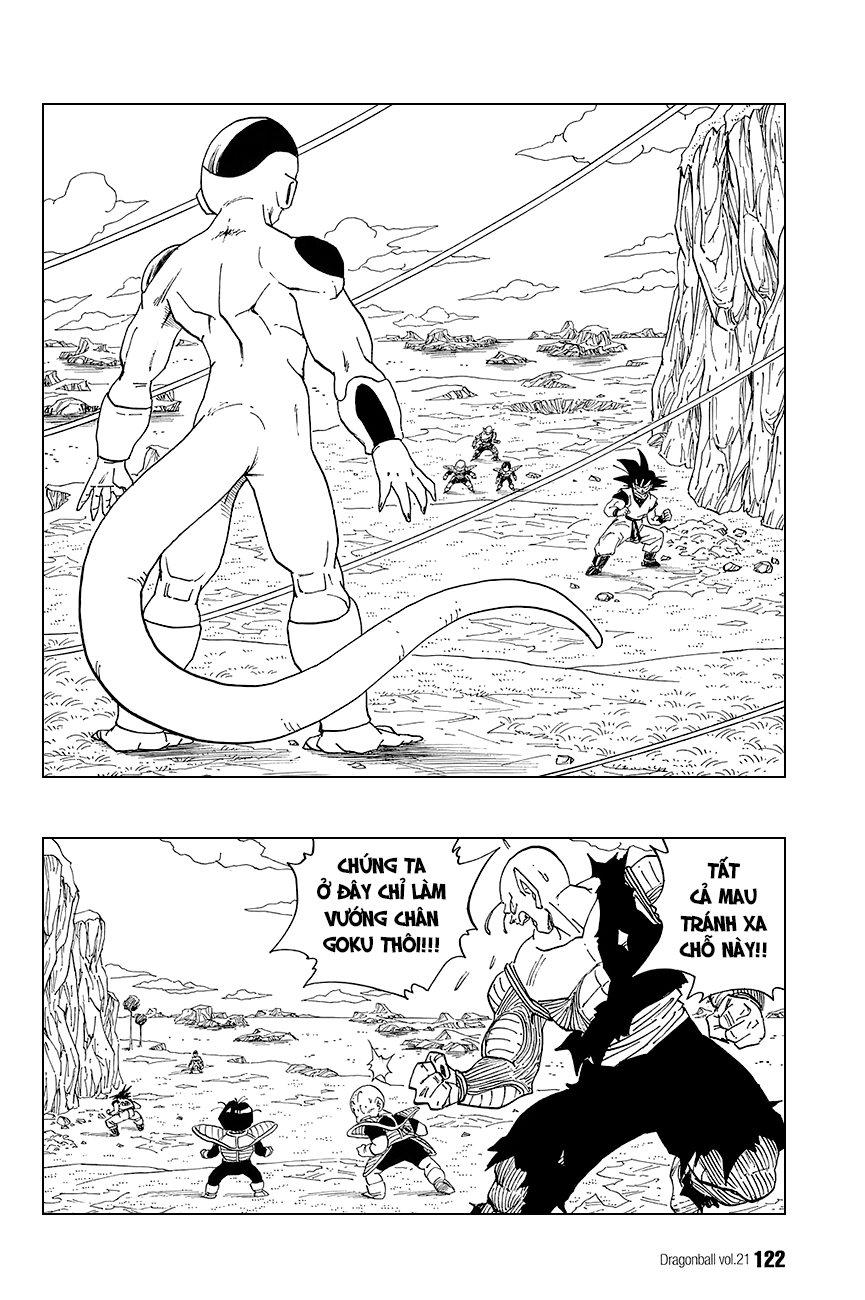 TẤT
CẢ MAU
TRÁNH XA
CHỖ NÀY!!
CHÚNG TA
Ở ĐÂY CHỈ LÀM
VƯỚNG CHÂN
GOKU THÔI!!!
Dragonball vol.21 122